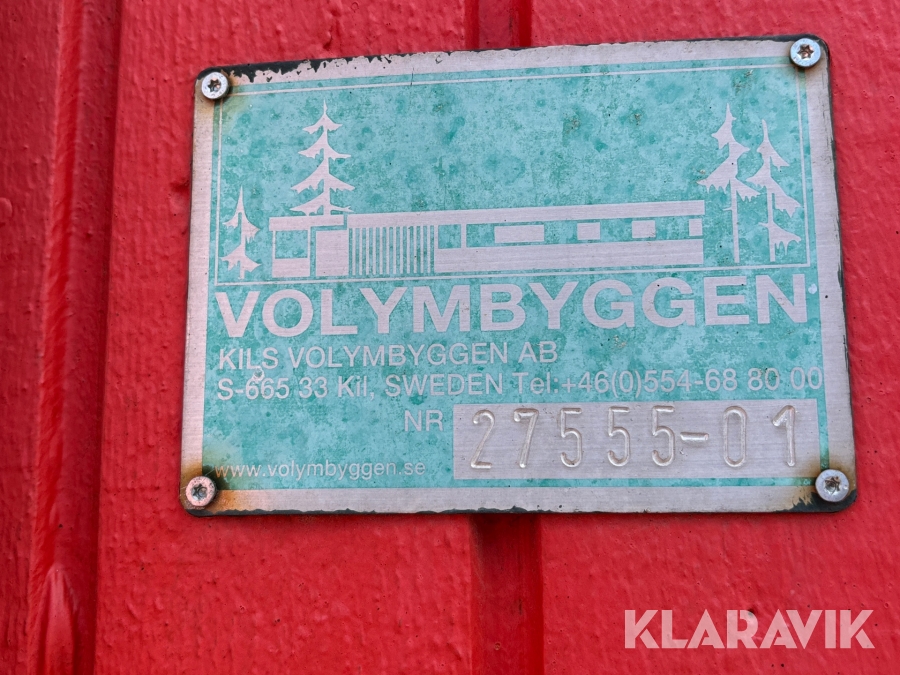 VOLYMBYGGEN
KILS VOLYMBYGGEN AB
S-665 33 Kil, SWEDEN Tel:+46(0)554-68 80 00
NR 27555-01
www.volymbyggen.se
KLARAVIK